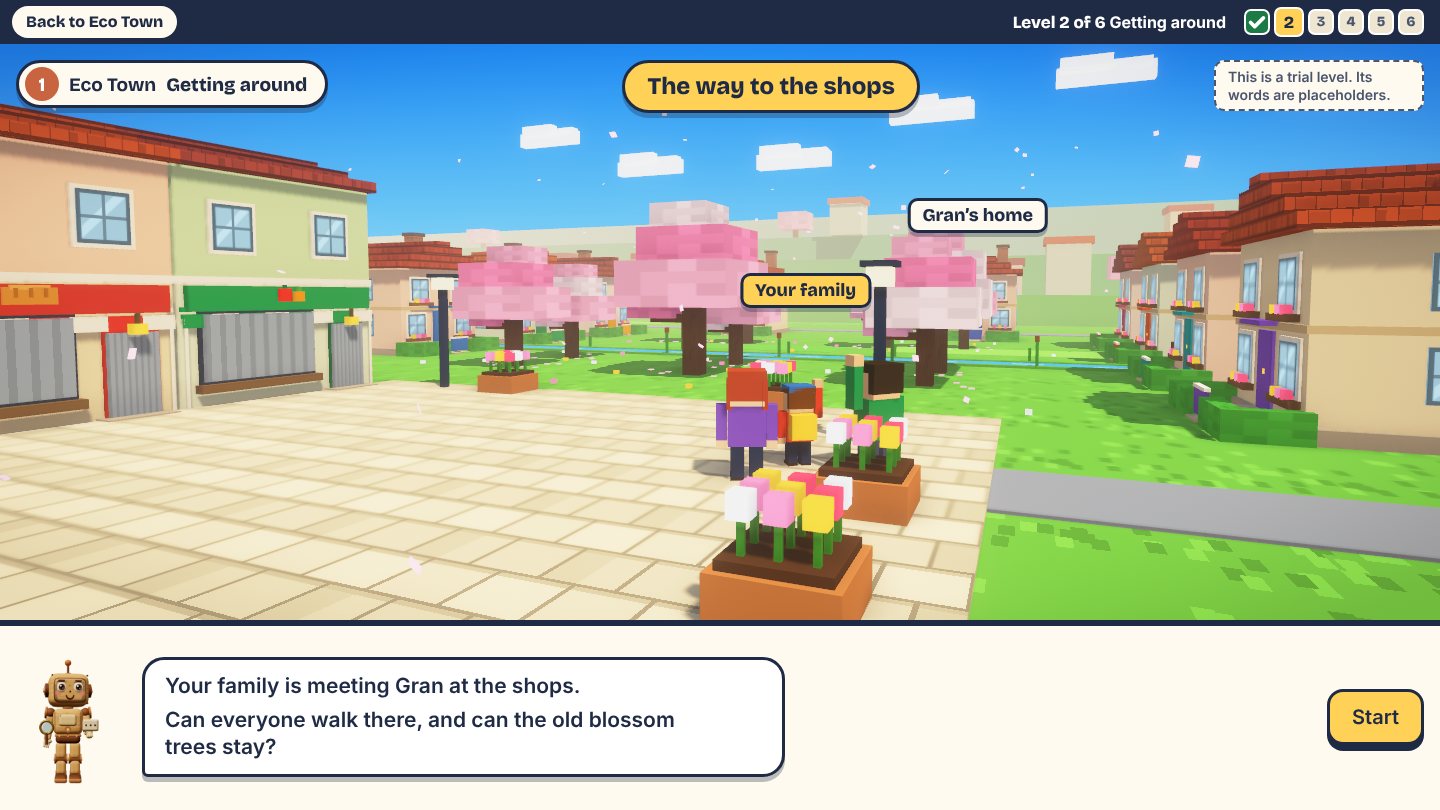 Back to Eco Town
Level 2 of 6 Getting around
2 3 4 5 6
1 Eco Town Getting around
The way to the shops
This is a trial level. Its
words are placeholders.
Gran's home
Your family
Your family is meeting Gran at the shops.
Can everyone walk there, and can the old blossom
trees stay?
Start